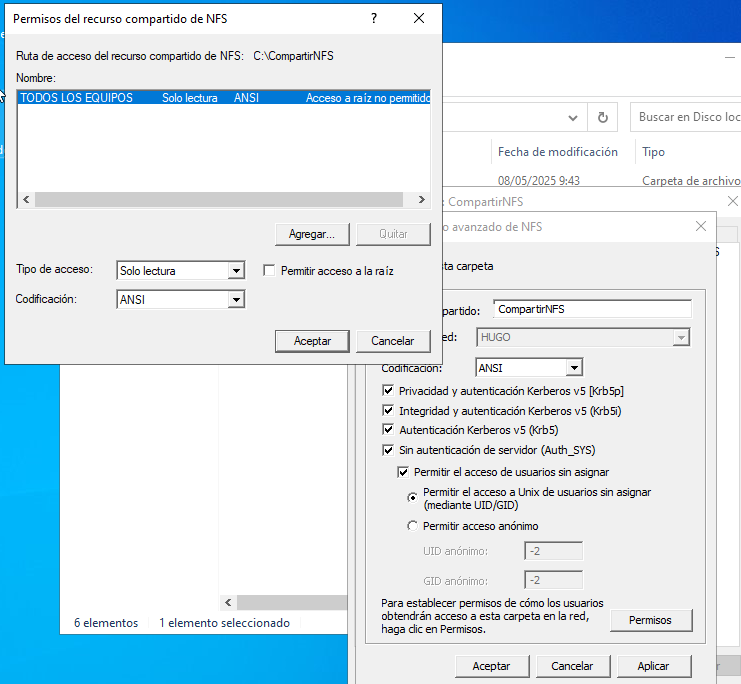 Permisos del recurso compartido de NFS
Ruta de acceso del recurso compartido de NFS: C:\CompartirNFS
Nombre:
TODOS LOS EQUIPOS Solo lectura ANSI Acceso a raíz no permitido
Agregar...
Quitar
Tipo de acceso: Solo lectura
Permitir acceso a la raíz
Codificación: ANSI
Aceptar
Cancelar
Buscar en Disco loc
Fecha de modificación
Tipo
08/05/2025 9:43
Carpeta de archivo
: CompartirNFS
o avanzado de NFS
sta carpeta
partido: CompartirNFS
ed: HUGO
Codificación: ANSI
Privacidad y autenticación Kerberos v5 [Krb5p]
Integridad y autenticación Kerberos v5 (Krb5i)
Autenticación Kerberos v5 (Krb5)
Sin autenticación de servidor (Auth_SYS)
Permitir el acceso de usuarios sin asignar
Permitir el acceso a Unix de usuarios sin asignar
(mediante UID/GID)
Permitir acceso anónimo
UID anónimo: -2
GID anónimo: -2
Para establecer permisos de cómo los usuarios
obtendrán acceso a esta carpeta en la red,
haga clic en Permisos.
Permisos
Aceptar
Cancelar
Aplicar
6 elementos
1 elemento seleccionado